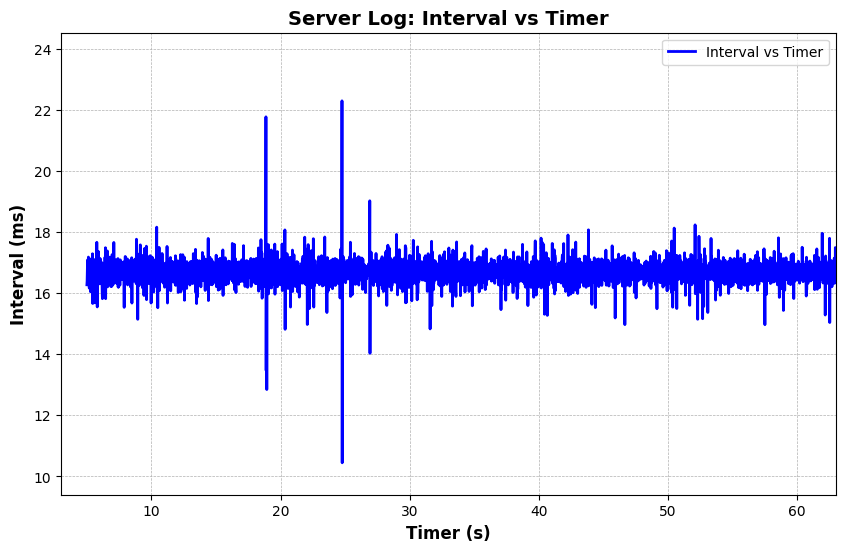 Server Log: Interval vs Timer
Interval vs Timer
24
22
20
18
16
14
12
10
Interval (ms)
10 20 30 40 50 60
Timer (s)